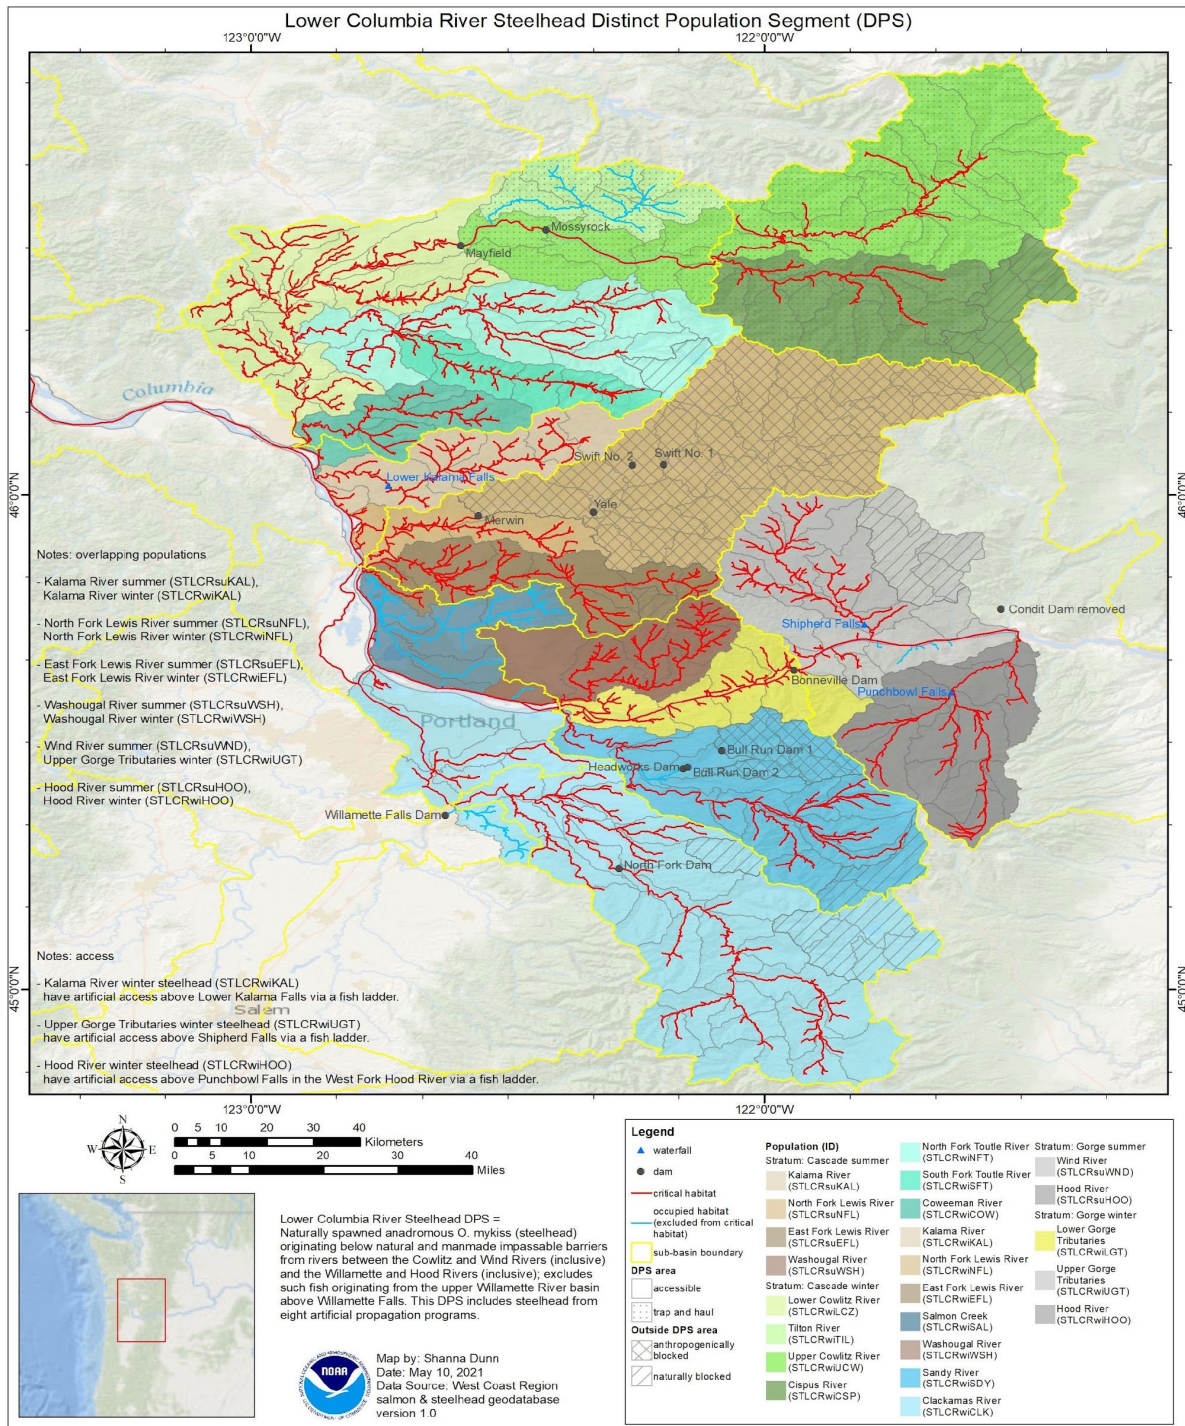 Lower Columbia River Steelhead Distinct Population Segment (DPS)
123°0'0"W
122°0'0"W
46°0'0"N
46°0'0"N
45°0'0"N
45°0'0"N
Mossyrock
Mayfield
Columbia
Swift No. 2
Swift No. 1
Lower Kalama Falls
Yale
Merwin
Condit Dam removed
Shipherd Falls
Bonneville Dam
Punchbowl Falls
Portland
Bull Run Dam 1
Headworks Dam
Bull Run Dam 2
Willamette Falls Dam
North Fork Dam
Salem
Notes: overlapping populations
- Kalama River summer (STLCRsuKAL),
Kalama River winter (STLCRwiKAL)
- North Fork Lewis River summer (STLCRsuNFL),
North Fork Lewis River winter (STLCRwiNFL)
- East Fork Lewis River summer (STLCRsuEFL),
East Fork Lewis River winter (STLCRwiEFL)
- Washougal River summer (STLCRsuWSH),
Washougal River winter (STLCRwiWSH)
- Wind River summer (STLCRsuWND),
Upper Gorge Tributaries winter (STLCRwiUGT)
- Hood River summer (STLCRsuHOO),
Hood River winter (STLCRwiHOO)
Notes: access
- Kalama River winter steelhead (STLCRwiKAL)
have artificial access above Lower Kalama Falls via a fish ladder.
- Upper Gorge Tributaries winter steelhead (STLCRwiUGT)
have artificial access above Shipherd Falls via a fish ladder.
- Hood River winter steelhead (STLCRwiHOO)
have artificial access above Punchbowl Falls in the West Fork Hood River via a fish ladder.
123°0'0"W
122°0'0"W
N
W
E
S
0 5 10 20 30 40
Kilometers
0 5 10 20 30 40
Miles
Lower Columbia River Steelhead DPS =
Naturally spawned anadromous O. mykiss (steelhead)
originating below natural and manmade impassable barriers
from rivers between the Cowlitz and Wind Rivers (inclusive)
and the Willamette and Hood Rivers (inclusive); excludes
such fish originating from the upper Willamette River basin
above Willamette Falls. This DPS includes steelhead from
eight artificial propagation programs.
NOAA
Map by: Shanna Dunn
Date: May 10, 2021
Data Source: West Coast Region
salmon & steelhead geodatabase
version 1.0
Legend
waterfall
dam
critical habitat
occupied habitat
(excluded from critical
habitat)
sub-basin boundary
DPS area
accessible
trap and haul
Outside DPS area
anthropogenically
blocked
naturally blocked
Population (ID)
Stratum: Cascade summer
Kalama River
(STLCRsuKAL)
North Fork Lewis River
(STLCRsuNFL)
East Fork Lewis River
(STLCRsuEFL)
Washougal River
(STLCRsuWSH)
Stratum: Cascade winter
Lower Cowlitz River
(STLCRwiLCZ)
Tilton River
(STLCRwiTIL)
Upper Cowlitz River
(STLCRwiUCW)
Cispus River
(STLCRwiCSP)
North Fork Toutle River
(STLCRwiNFT)
South Fork Toutle River
(STLCRwiSFT)
Coweeman River
(STLCRwiCOW)
Kalama River
(STLCRwiKAL)
North Fork Lewis River
(STLCRwiNFL)
East Fork Lewis River
(STLCRwiEFL)
Salmon Creek
(STLCRwiSAL)
Washougal River
(STLCRwiWSH)
Sandy River
(STLCRwiSDY)
Clackamas River
(STLCRwiCLK)
Stratum: Gorge summer
Wind River
(STLCRsuWND)
Hood River
(STLCRsuHOO)
Stratum: Gorge winter
Lower Gorge
Tributaries
(STLCRwiLGT)
Upper Gorge
Tributaries
(STLCRwiUGT)
Hood River
(STLCRwiHOO)